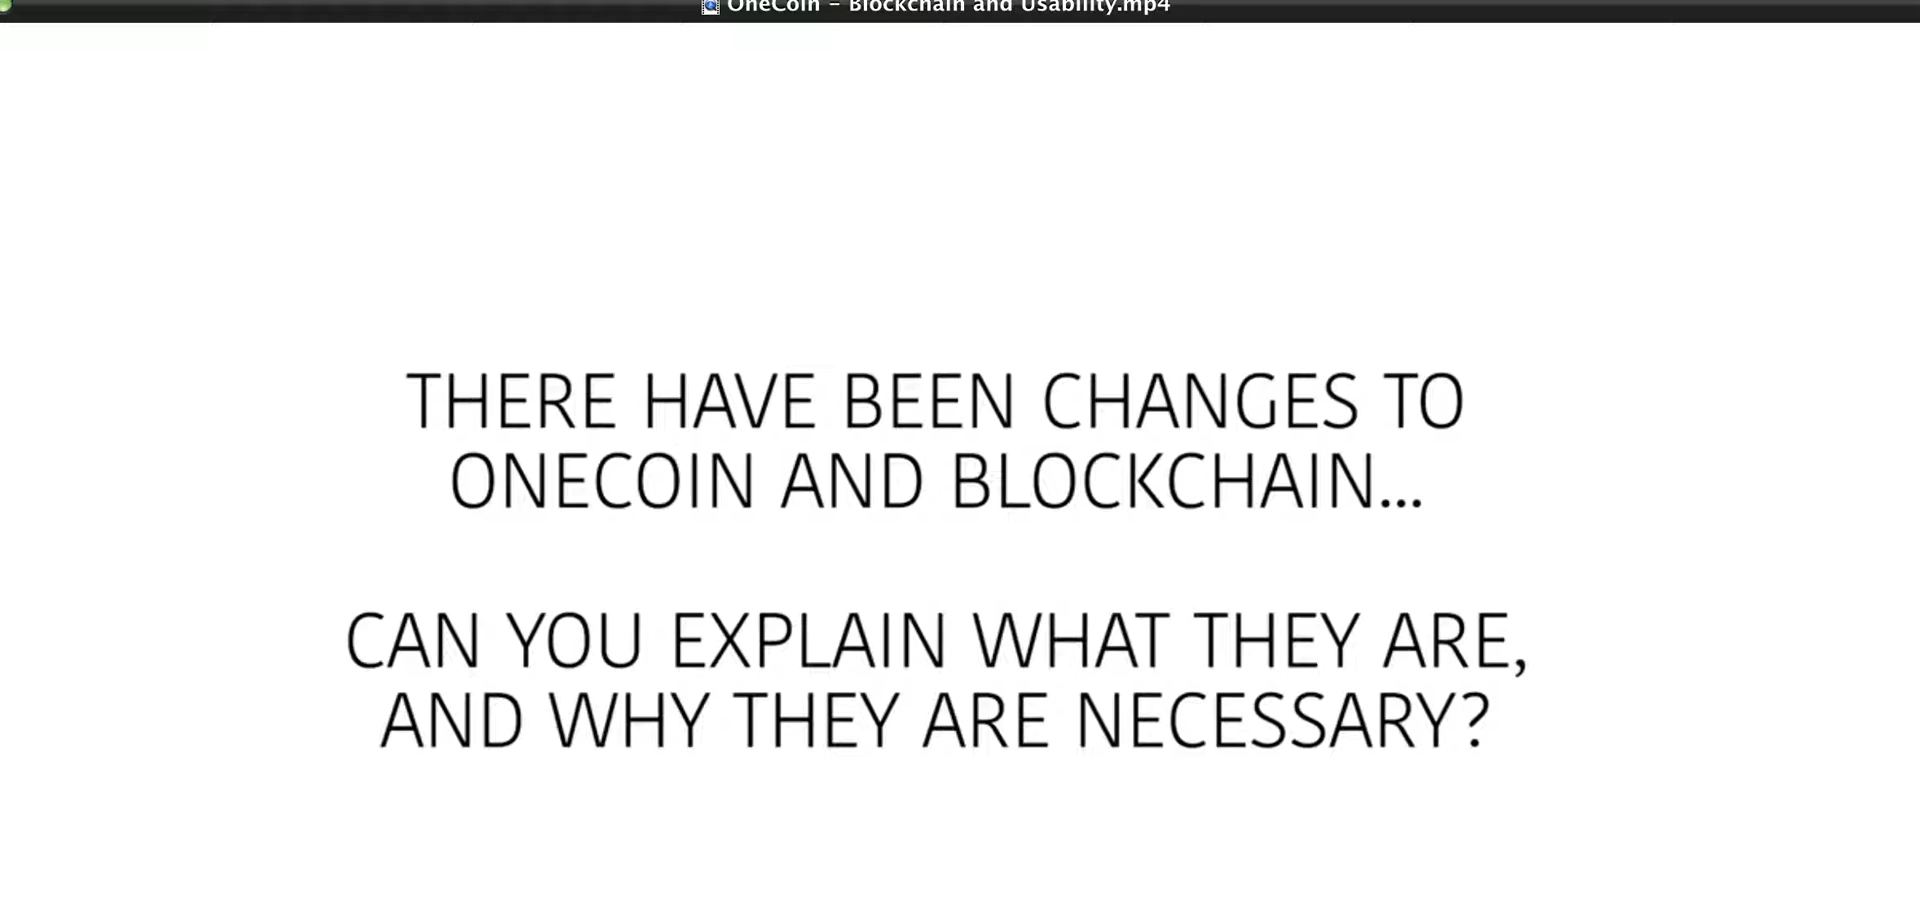 OneCoin – Blockchain and Usability.mp4
THERE HAVE BEEN CHANGES TO
ONECOIN AND BLOCKCHAIN...
CAN YOU EXPLAIN WHAT THEY ARE,
AND WHY THEY ARE NECESSARY?